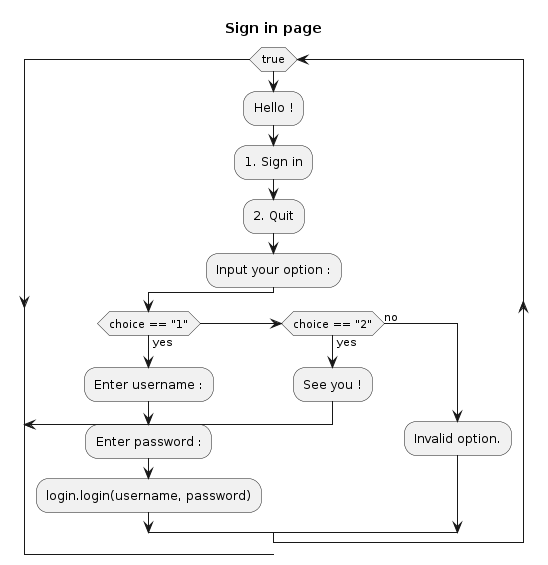 Sign in page
true
Hello !
1. Sign in
2. Quit
Input your option :
choice == "1"
choice == "2"
no
yes
yes
Enter username :
See you !
Enter password :
Invalid option.
login.login(username, password)